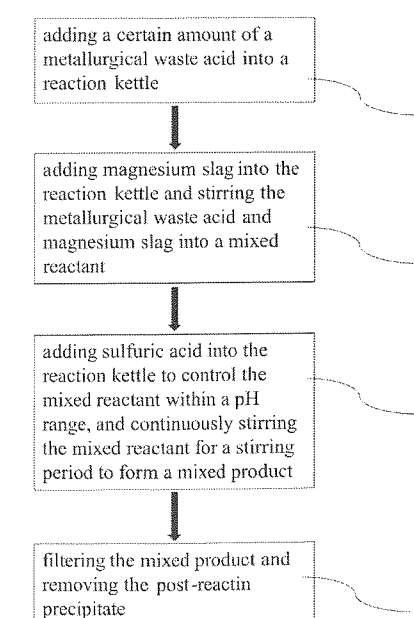 adding a certain amount of a
metallurgical waste acid into a
reaction kettle
adding magnesium slag into the
reaction kettle and stirring the
metallurgical waste acid and
magnesium slag into a mixed
reactant
adding sulfuric acid into the
reaction kettle to control the
mixed reactant within a pH
range, and continuously stirring
the mixed reactant for a stirring
period to form a mixed product
filtering the mixed product and
removing the post-reactin
precipitate